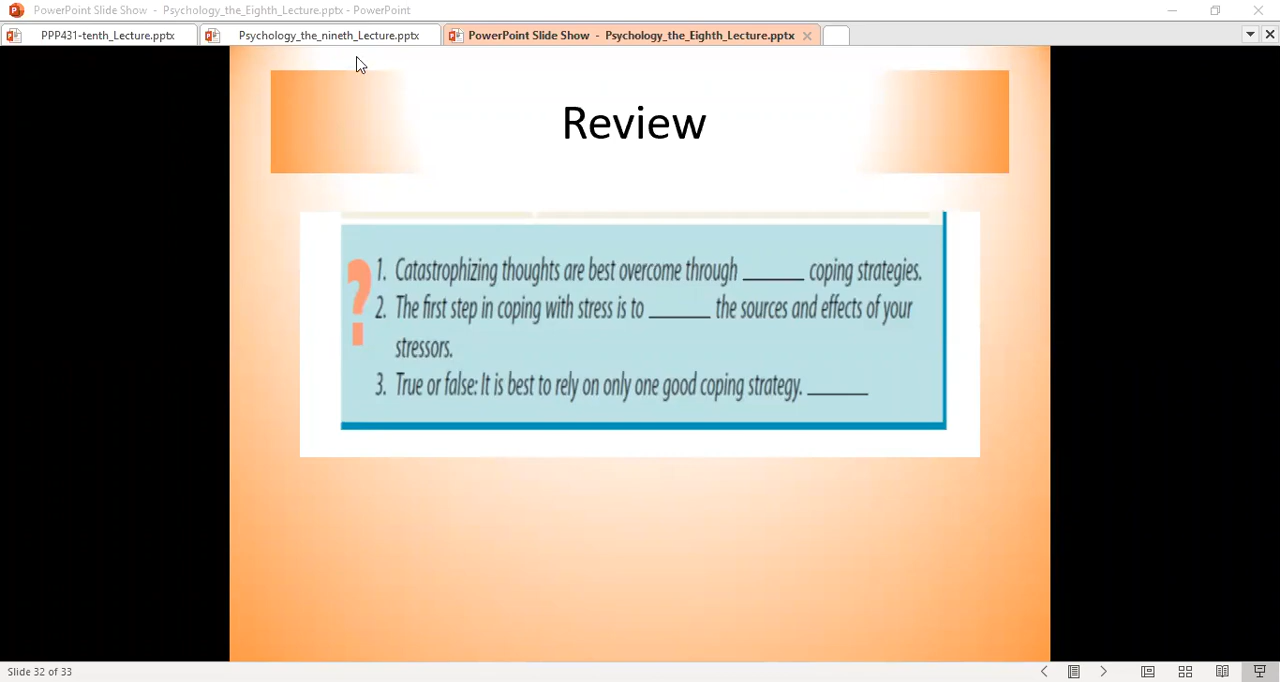 PowerPoint Slide Show - Psychology_the_Eighth_Lecture.pptx - PowerPoint
PPP431-tenth_Lecture.pptx
Psychology_the_nineth_Lecture.pptx
PowerPoint Slide Show - Psychology_the_Eighth_Lecture.pptx
Review
?
1. Catastrophizing thoughts are best overcome through ______ coping strategies.
2. The first step in coping with stress is to ______ the sources and effects of your
stressors.
3. True or false: It is best to rely on only one good coping strategy. ______
Slide 32 of 33